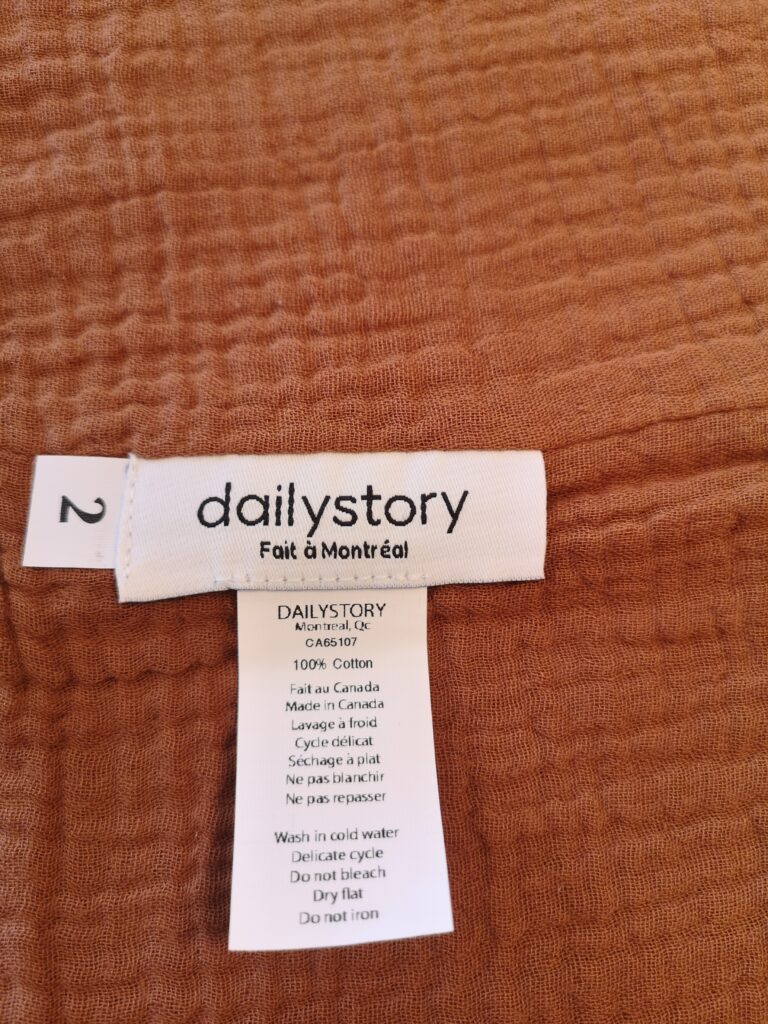 2
dailystory
Fait à Montréal
DAILYSTORY
Montreal, Qc
CA65107
100% Cotton
Fait au Canada
Made in Canada
Lavage à froid
Cycle délicat
Séchage à plat
Ne pas blanchir
Ne pas repasser
Wash in cold water
Delicate cycle
Do not bleach
Dry flat
Do not iron